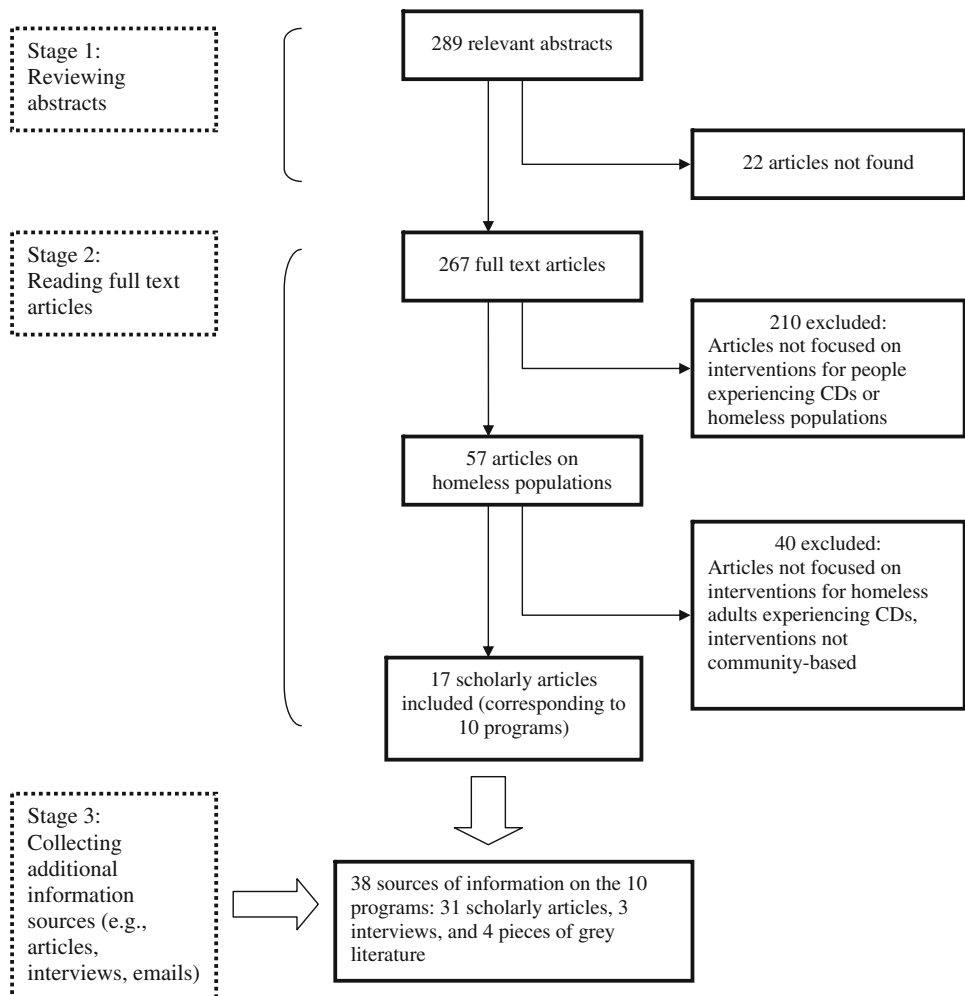 Stage 1:
Reviewing
abstracts
289 relevant abstracts
22 articles not found
Stage 2:
Reading full text
articles
267 full text articles
210 excluded:
Articles not focused on
interventions for people
experiencing CDs or
homeless populations
57 articles on
homeless populations
40 excluded:
Articles not focused on
interventions for homeless
adults experiencing CDs,
interventions not
community-based
17 scholarly articles
included (corresponding to
10 programs)
Stage 3:
Collecting
additional
information
sources (e.g.,
articles,
interviews, emails)
38 sources of information on the 10
programs: 31 scholarly articles, 3
interviews, and 4 pieces of grey
literature